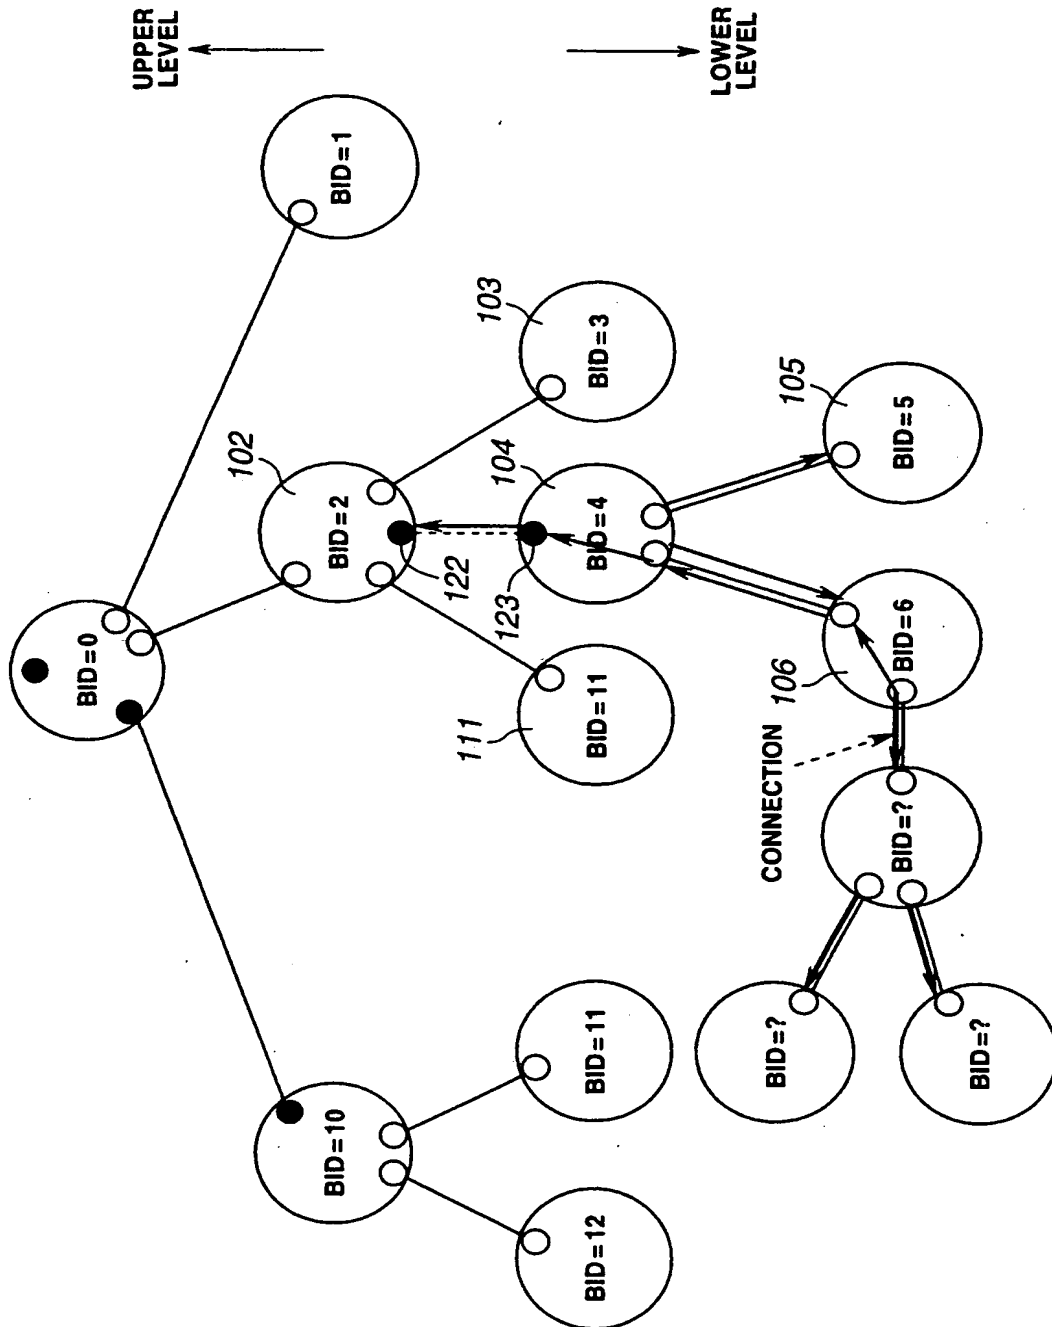 UPPER
LEVEL
LOWER
LEVEL
BID=1
BID=0
102
BID=2
103
BID=3
122
104
BID=4
123
105
BID=5
111
BID=11
106
BID=6
CONNECTION
BID=?
BID=?
BID=?
BID=10
BID=11
BID=12